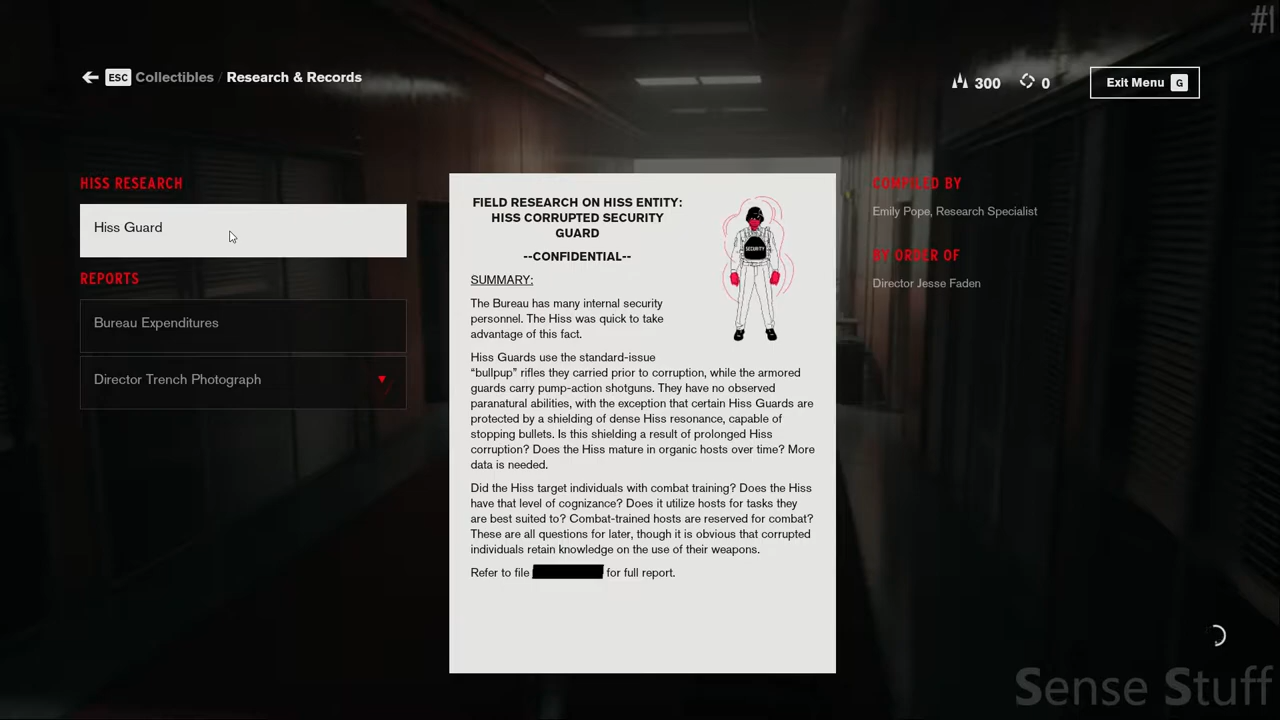 #1
ESC Collectibles / Research & Records
300
0
Exit Menu G
HISS RESEARCH
Hiss Guard
REPORTS
Bureau Expenditures
Director Trench Photograph
FIELD RESEARCH ON HISS ENTITY:
HISS CORRUPTED SECURITY
GUARD
--CONFIDENTIAL--
SUMMARY:
The Bureau has many internal security
personnel. The Hiss was quick to take
advantage of this fact.
Hiss Guards use the standard-issue
“bullpup” rifles they carried prior to corruption, while the armored
guards carry pump-action shotguns. They have no observed
paranatural abilities, with the exception that certain Hiss Guards are
protected by a shielding of dense Hiss resonance, capable of
stopping bullets. Is this shielding a result of prolonged Hiss
corruption? Does the Hiss mature in organic hosts over time? More
data is needed.
Did the Hiss target individuals with combat training? Does the Hiss
have that level of cognizance? Does it utilize hosts for tasks they
are best suited to? Combat-trained hosts are reserved for combat?
These are all questions for later, though it is obvious that corrupted
individuals retain knowledge on the use of their weapons.
Refer to file for full report.
SECURITY
COMPILED BY
Emily Pope, Research Specialist
BY ORDER OF
Director Jesse Faden
Sense Stuff